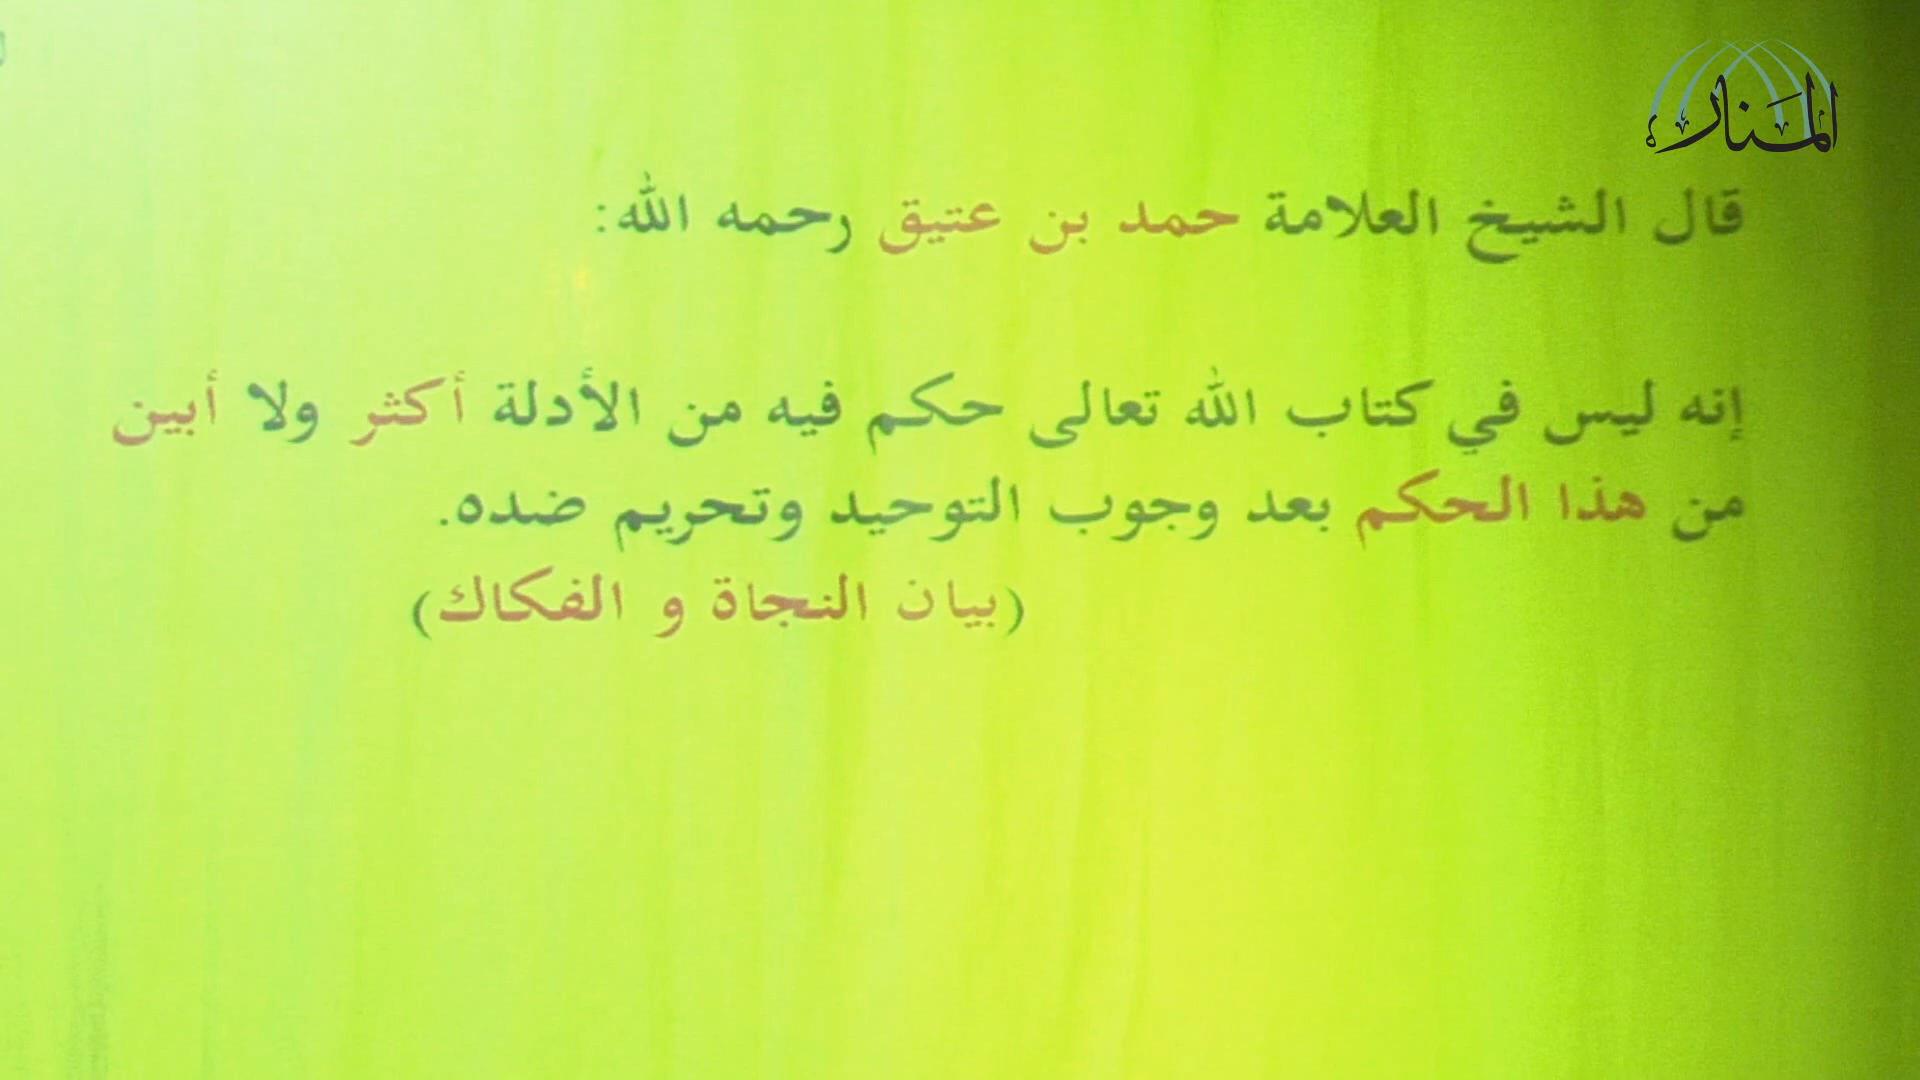 المنارة
قال الشيخ العلامة حمد بن عتيق رحمه الله:
إنه ليس في كتاب الله تعالى حكم فيه من الأدلة أكثر ولا أبين
من هذا الحكم بعد وجوب التوحيد وتحريم ضده.
(بيان النجاة و الفكاك)